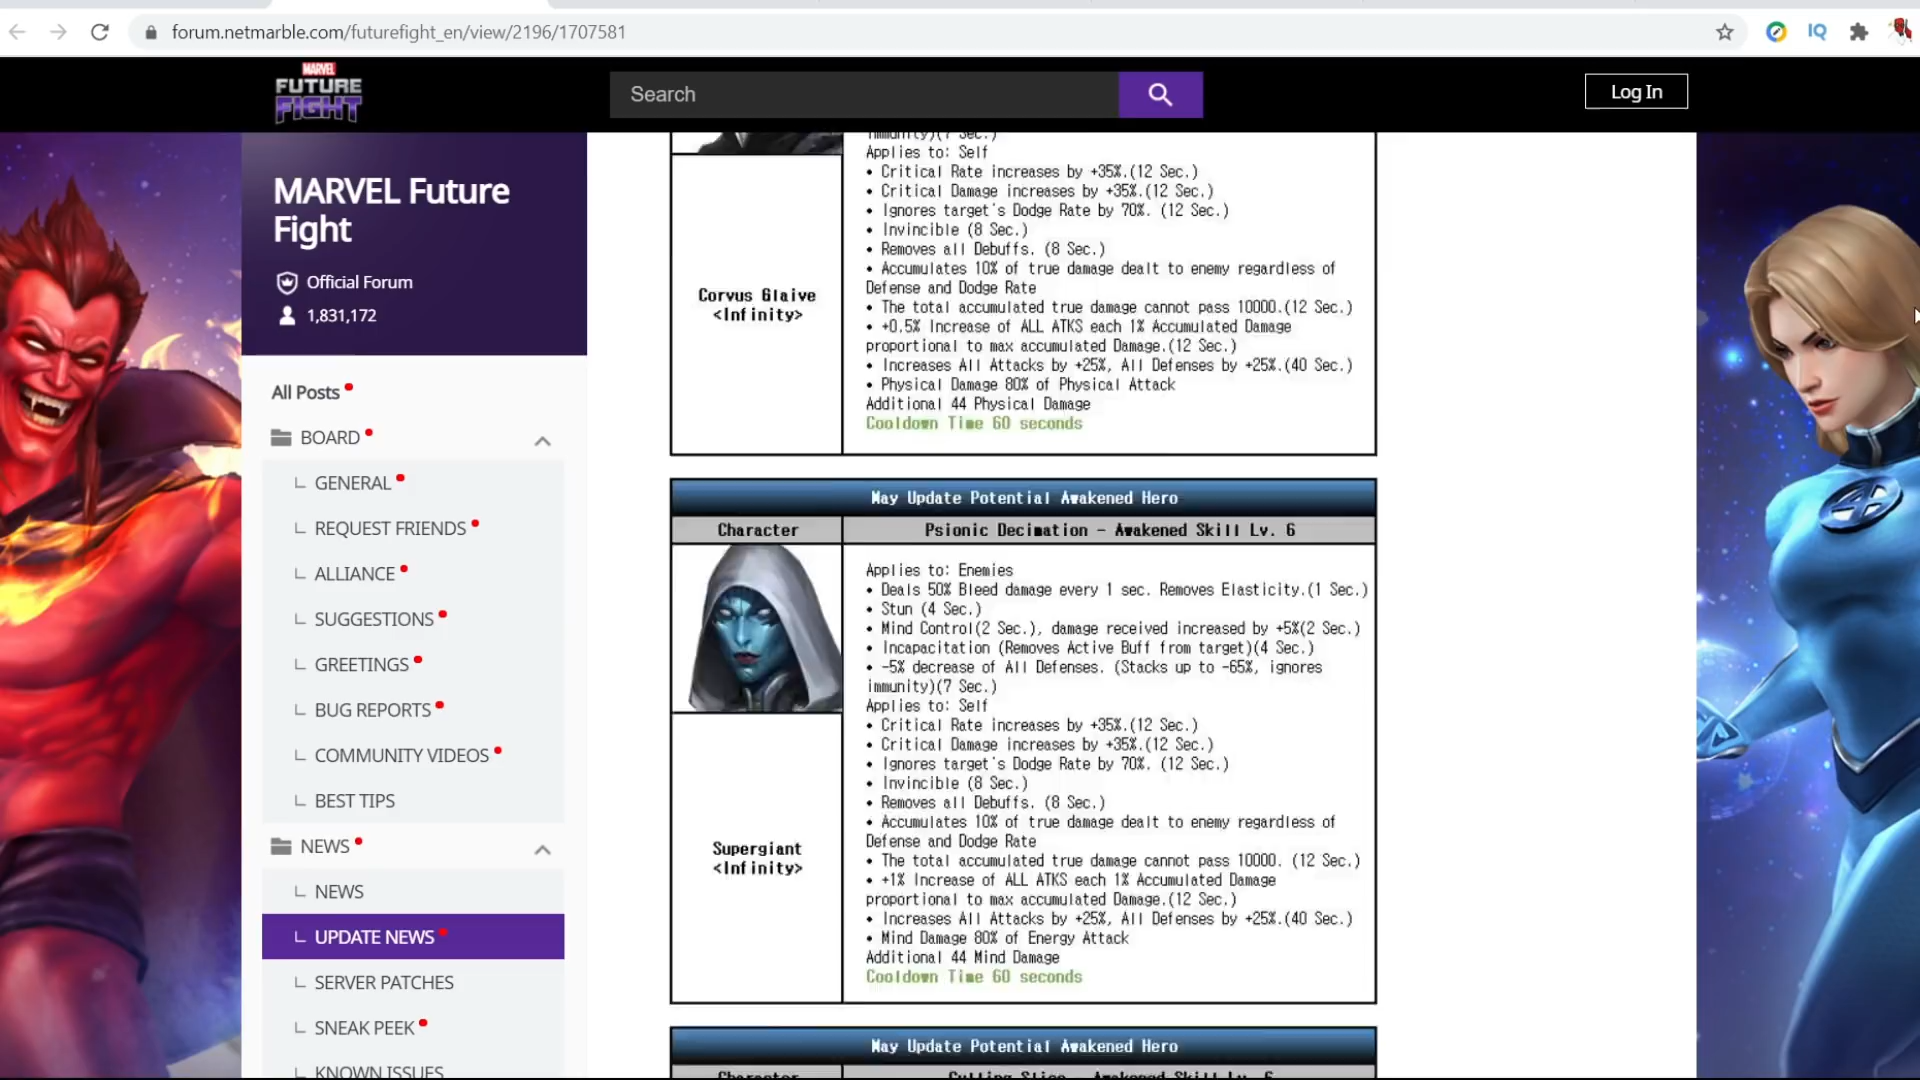 forum.netmarble.com/futurefight_en/view/2196/1707581
IQ
MARVEL
FUTURE
FIGHT
Search
Log In
MARVEL Future
Fight
Official Forum
1,831,172
All Posts
BOARD
GENERAL
REQUEST FRIENDS
ALLIANCE
SUGGESTIONS
GREETINGS
BUG REPORTS
COMMUNITY VIDEOS
BEST TIPS
NEWS
NEWS
UPDATE NEWS
SERVER PATCHES
SNEAK PEEK
KNOWN ISSUES
Corvus Glaive
<Infinity>
immunity)(7 Sec.)
Applies to: Self
• Critical Rate increases by +35%.(12 Sec.)
• Critical Damage increases by +35%.(12 Sec.)
• Ignores target's Dodge Rate by 70%. (12 Sec.)
• Invincible (8 Sec.)
• Removes all Debuffs. (8 Sec.)
• Accumulates 10% of true damage dealt to enemy regardless of
Defense and Dodge Rate
• The total accumulated true damage cannot pass 10000.(12 Sec.)
• +0.5% Increase of ALL ATKS each 1% Accumulated Damage
proportional to max accumulated Damage.(12 Sec.)
• Increases All Attacks by +25%, All Defenses by +25%.(40 Sec.)
• Physical Damage 80% of Physical Attack
Additional 44 Physical Damage
Cooldown Time 60 seconds
May Update Potential Awakened Hero
Character
Psionic Decimation - Awakened Skill Lv. 6
Supergiant
<Infinity>
Applies to: Enemies
• Deals 50% Bleed damage every 1 sec. Removes Elasticity.(1 Sec.)
• Stun (4 Sec.)
• Mind Control(2 Sec.), damage received increased by +5%(2 Sec.)
• Incapacitation (Removes Active Buff from target)(4 Sec.)
• -5% decrease of All Defenses. (Stacks up to -65%, ignores
immunity)(7 Sec.)
Applies to: Self
• Critical Rate increases by +35%.(12 Sec.)
• Critical Damage increases by +35%.(12 Sec.)
• Ignores target's Dodge Rate by 70%. (12 Sec.)
• Invincible (8 Sec.)
• Removes all Debuffs. (8 Sec.)
• Accumulates 10% of true damage dealt to enemy regardless of
Defense and Dodge Rate
• The total accumulated true damage cannot pass 10000. (12 Sec.)
• +1% Increase of ALL ATKS each 1% Accumulated Damage
proportional to max accumulated Damage.(12 Sec.)
• Increases All Attacks by +25%, All Defenses by +25%.(40 Sec.)
• Mind Damage 80% of Energy Attack
Additional 44 Mind Damage
Cooldown Time 60 seconds
May Update Potential Awakened Hero
Character
Cutting Slice - Awakened Skill Lv. 6